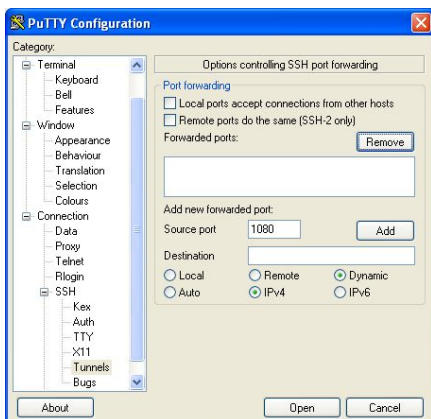 PuTTY Configuration
Category:
Terminal
Keyboard
Bell
Features
Window
Appearance
Behaviour
Translation
Selection
Colours
Connection
Data
Proxy
Telnet
Rlogin
SSH
Kex
Auth
TTY
X11
Tunnels
Bugs
Options controlling SSH port forwarding
Port forwarding
Local ports accept connections from other hosts
Remote ports do the same (SSH-2 only)
Forwarded ports:
Remove
Add new forwarded port:
Source port 1080 Add
Destination
Local Remote Dynamic
Auto IPv4 IPv6
About Open Cancel